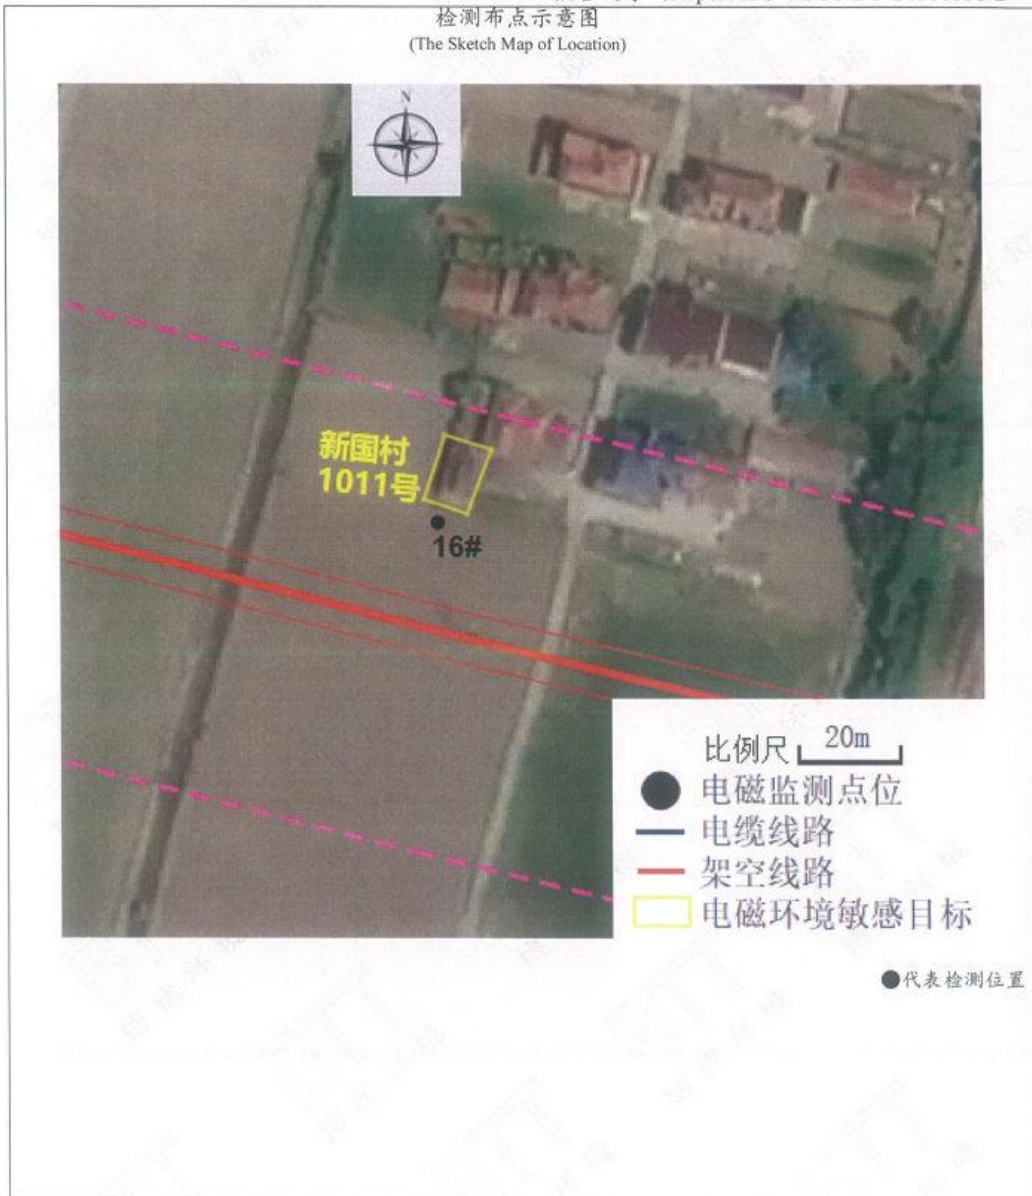 检测布点示意图
(The Sketch Map of Location)
N
新国村
1011号
16#
比例尺 20m
电磁监测点位
电缆线路
架空线路
电磁环境敏感目标
●代表检测位置